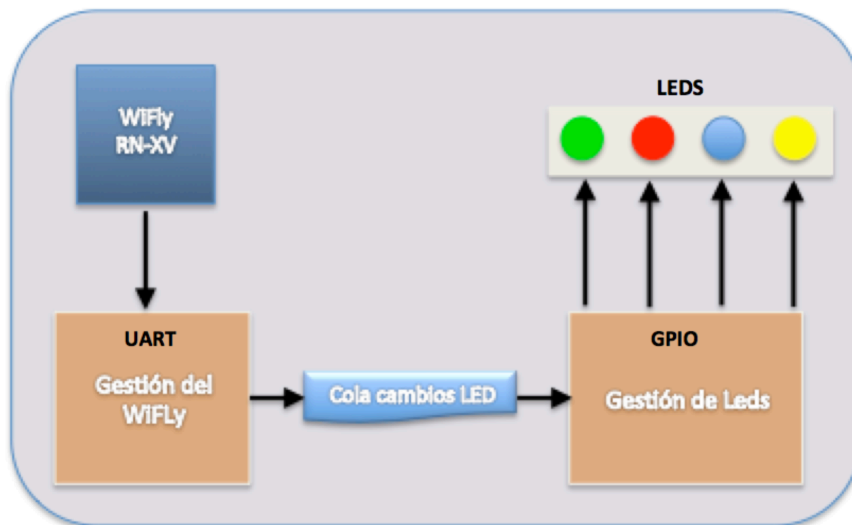 WiFly
RN-XV
LEDS
UART
Gestión del
WiFLy
Cola cambios LED
GPIO
Gestión de Leds